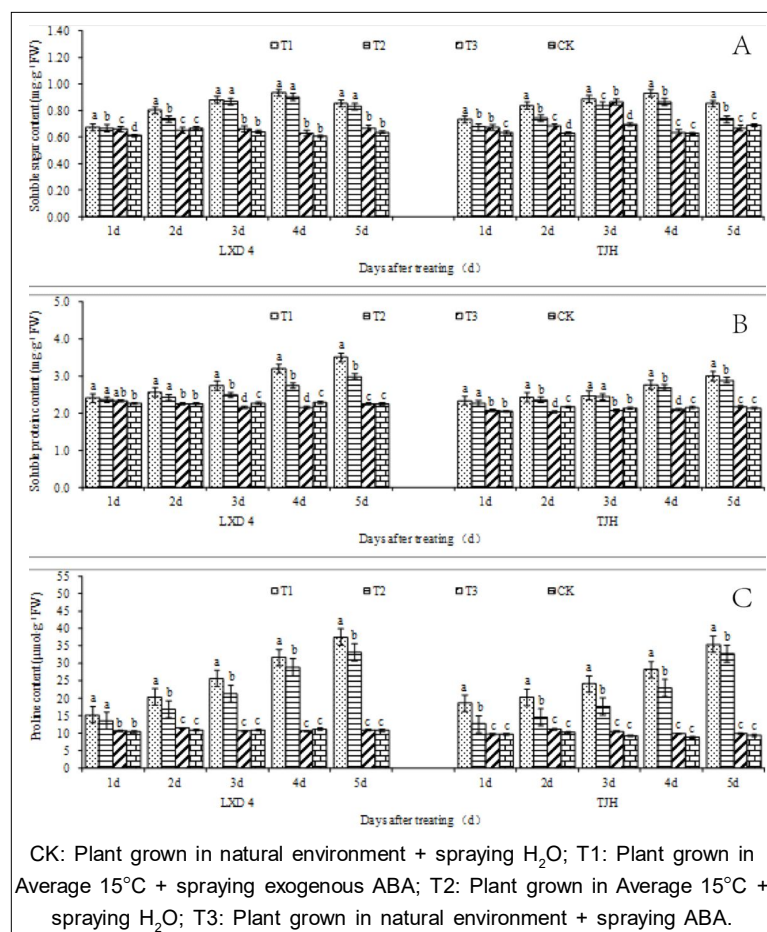 A
T1 T2 T3 CK
Soluble sugar content (mg·g⁻¹FW)
1.40
1.20
1.00
0.80
0.60
0.40
0.20
0.00
a b c d a b c c a a b b a a b b a a b b a b b c a b c d a c b d a b c c a b c c
1d 2d 3d 4d 5d 1d 2d 3d 4d 5d
LXD 4 TJH
Days after treating（d）
B
T1 T2 T3 CK
Soluble protein content (mg·g⁻¹FW)
5.0
4.0
3.0
2.0
1.0
0.0
1d 2d 3d 4d 5d 1d 2d 3d 4d 5d
LXD 4 TJH
Days after treating（d）
C
T1 T2 T3 CK
Proline content (μmol·g⁻¹FW)
55
50
45
40
35
30
25
20
15
10
5
0
a a b b a b c c a b c c a b c c a b c c a b c c a b c c a b c c a b c c a b c c
1d 2d 3d 4d 5d 1d 2d 3d 4d 5d
LXD 4 TJH
Days after treating（d）
CK: Plant grown in natural environment + spraying H₂O; T1: Plant grown in
Average 15°C + spraying exogenous ABA; T2: Plant grown in Average 15°C +
spraying H₂O; T3: Plant grown in natural environment + spraying ABA.